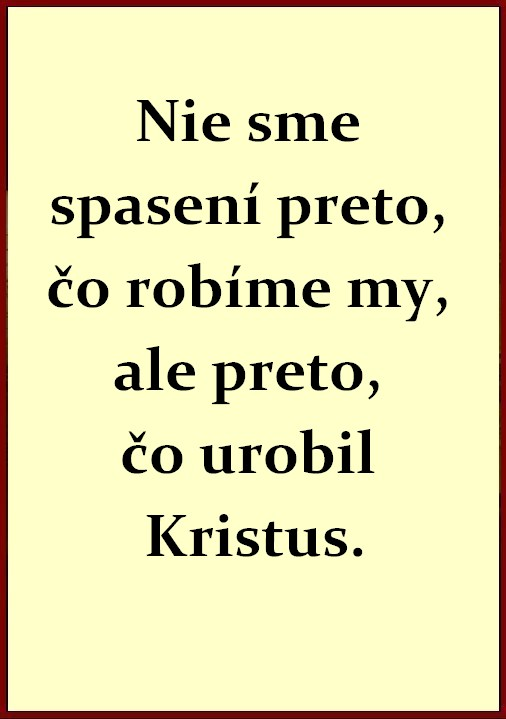 Nie sme
spasení preto,
čo robíme my,
ale preto,
čo urobil
Kristus.